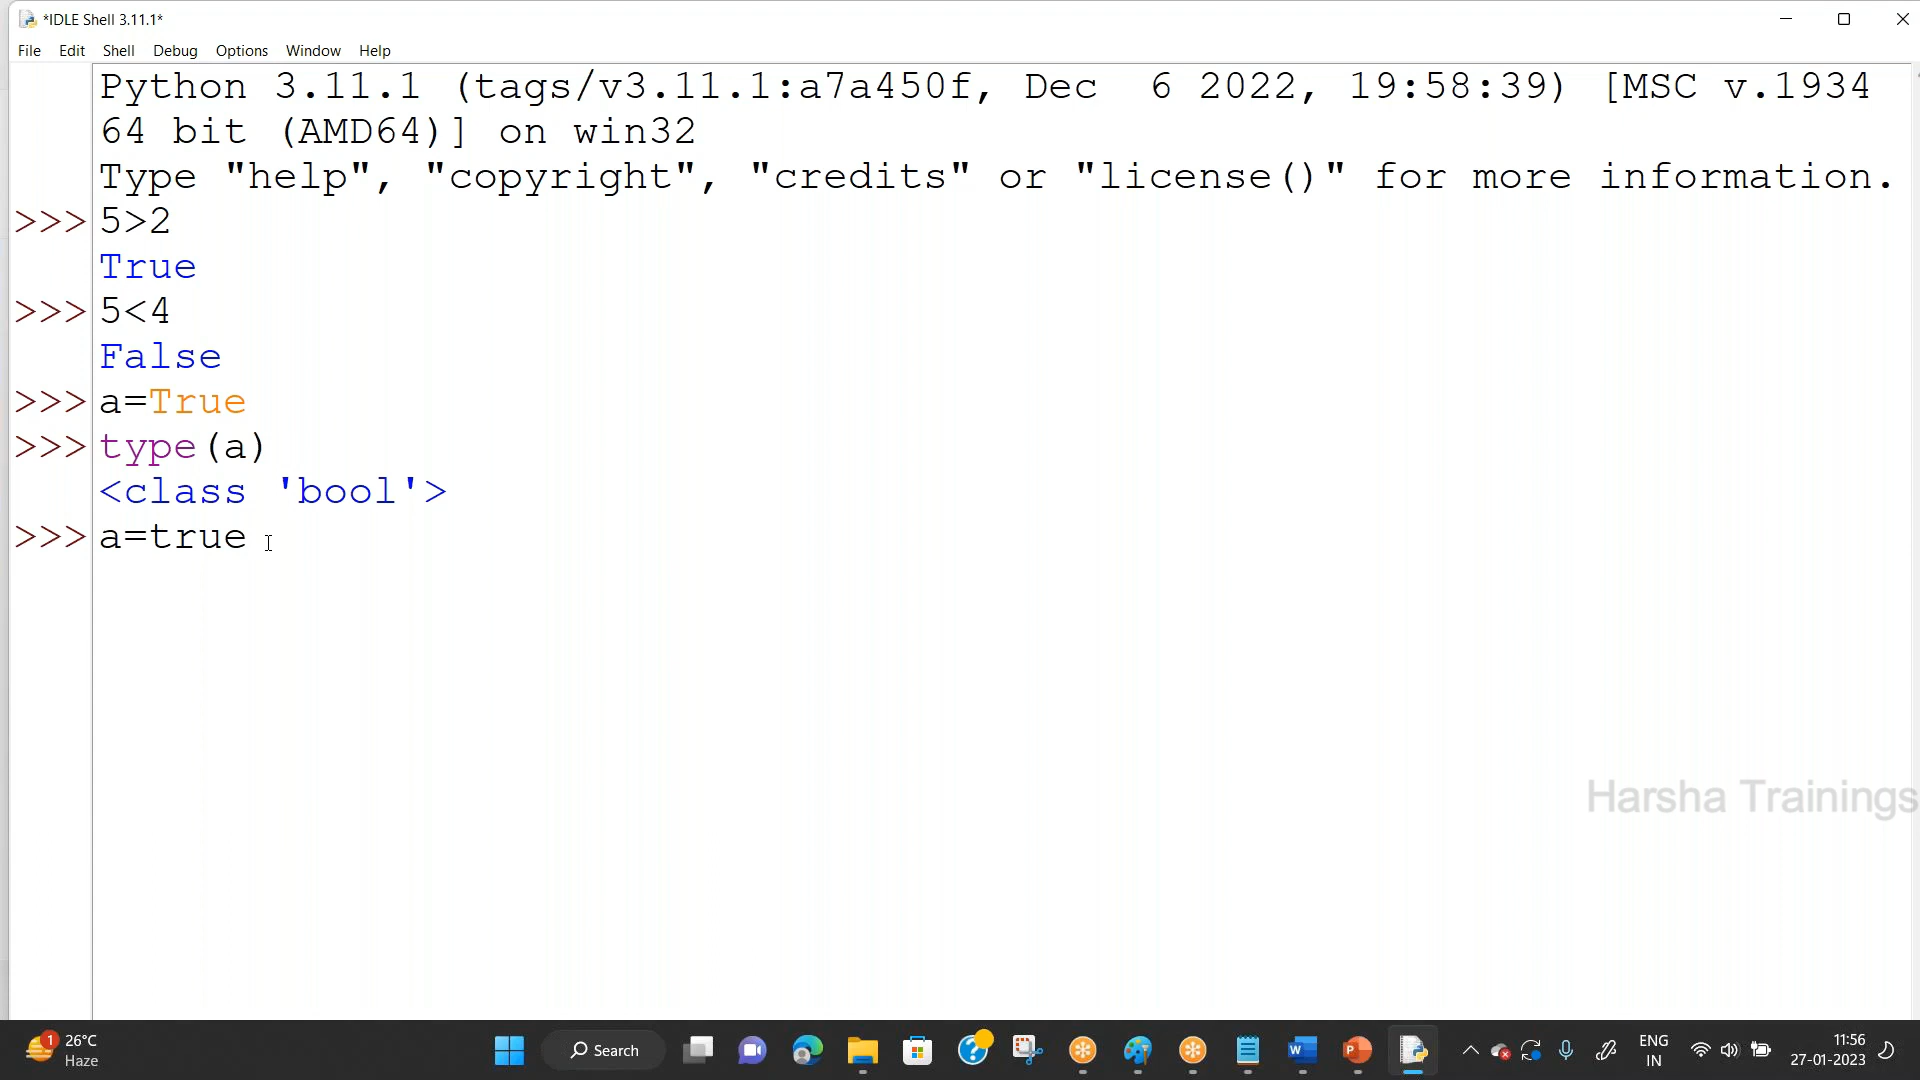 *IDLE Shell 3.11.1*
File Edit Shell Debug Options Window Help
Python 3.11.1 (tags/v3.11.1:a7a450f, Dec  6 2022, 19:58:39) [MSC v.1934
64 bit (AMD64)] on win32
Type "help", "copyright", "credits" or "license()" for more information.
>>> 5>2
True
>>> 5<4
False
>>> a=True
>>> type(a)
<class 'bool'>
>>> a=true
Harsha Trainings
1 26°C
Haze
Search
ENG
IN
11:56
27-01-2023